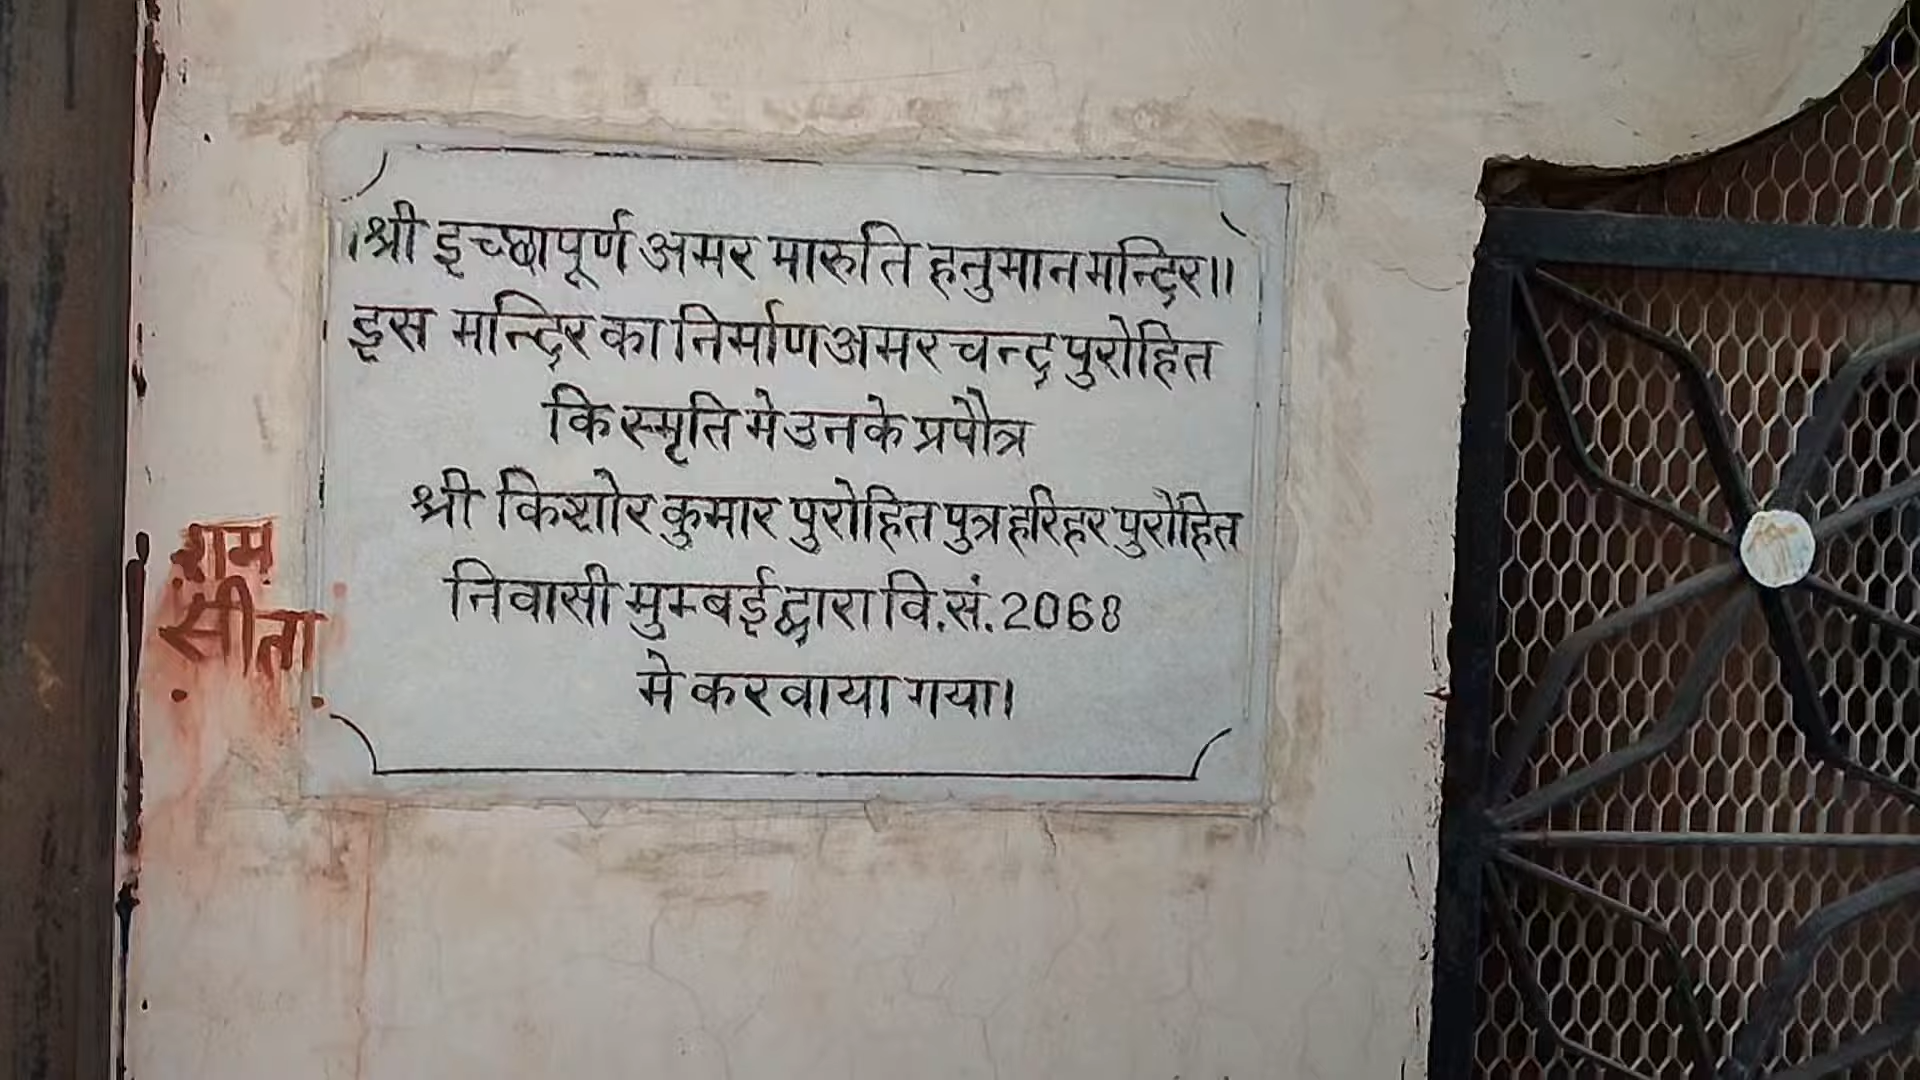 ।श्री इच्छापूर्ण अमर मारुति हनुमान मन्दिर।।
इस मन्दिर का निर्माण अमर चन्द्र पुरोहित
कि स्मृति मे उनके प्रपौत्र
श्री किशोर कुमार पुरोहित पुत्र हरिहर पुरोहित
निवासी मुम्बई द्वारा वि.सं. 2068
मे करवाया गया।
राम
सीता